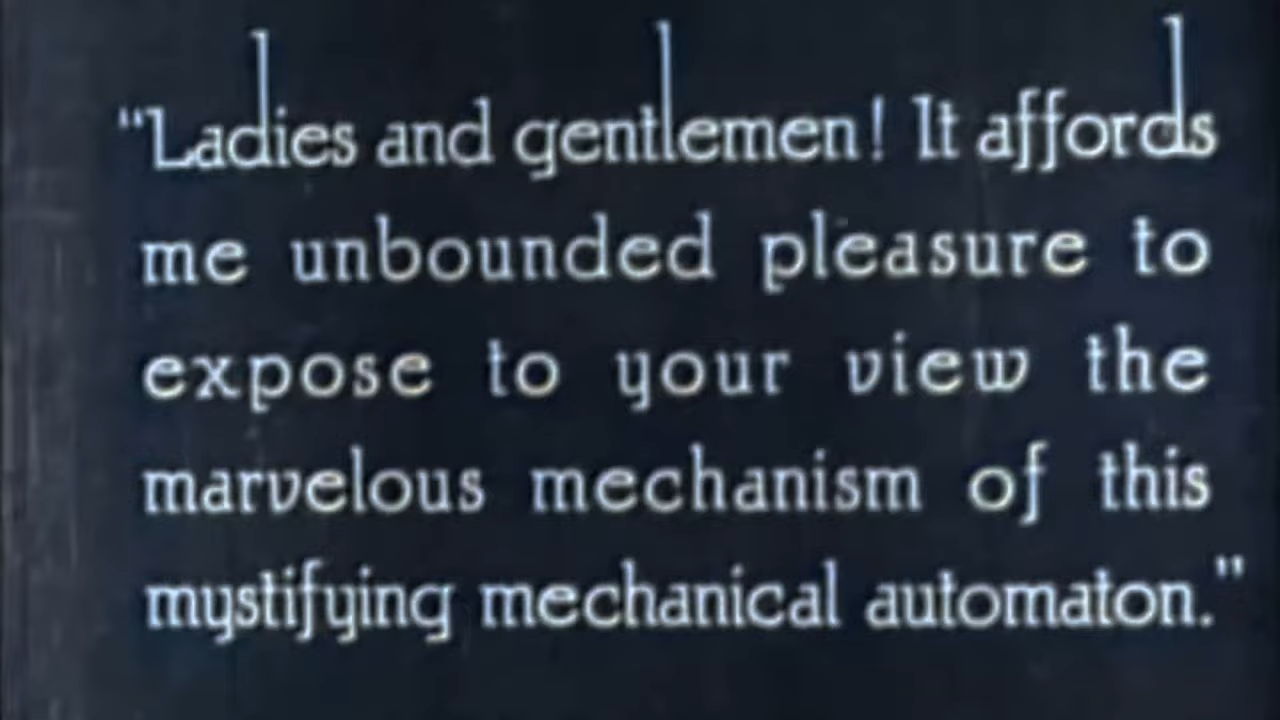 "Ladies and gentlemen! It affords
me unbounded pleasure to
expose to your view the
marvelous mechanism of this
mystifying mechanical automaton."